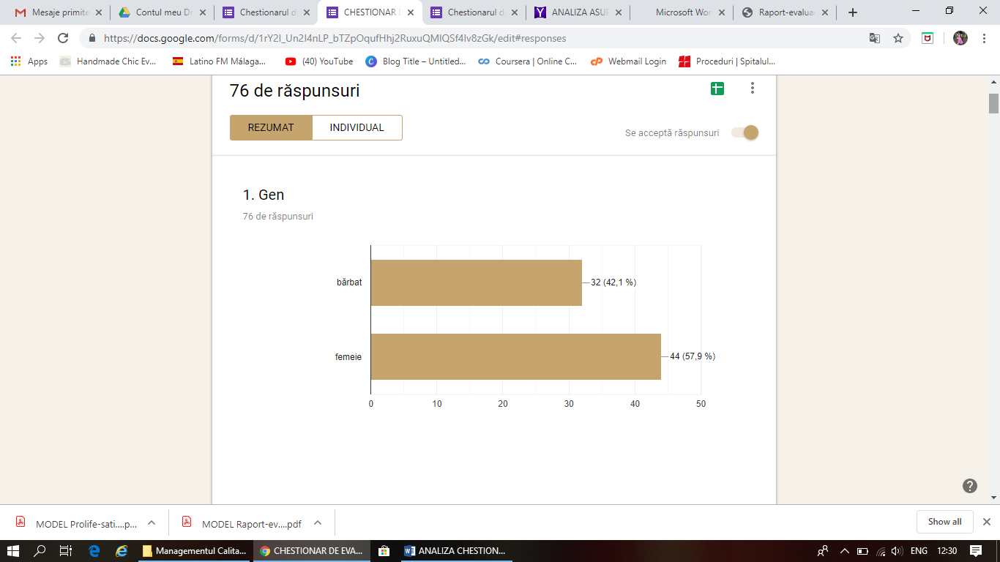 Mesaje primite
Contul meu Dr
Chestionarul d
CHESTIONAR D
Chestionarul d
ANALIZA ASUP
Microsoft Wor
Raport-evaluar
https://docs.google.com/forms/d/
/edit#responses
Apps
Handmade Chic Ev...
Latino FM Málaga...
(40) YouTube
Blog Title – Untitled...
Coursera | Online C...
Webmail Login
Proceduri | Spitalul...
76 de răspunsuri
REZUMAT
INDIVIDUAL
Se acceptă răspunsuri
1. Gen
76 de răspunsuri
bărbat
32 (42,1 %)
femeie
44 (57,9 %)
0 10 20 30 40 50
MODEL Prolife-sati....p...
MODEL Raport-ev....pdf
Show all
Managementul Calita...
CHESTIONAR DE EVA...
ANALIZA CHESTION...
ENG
12:30